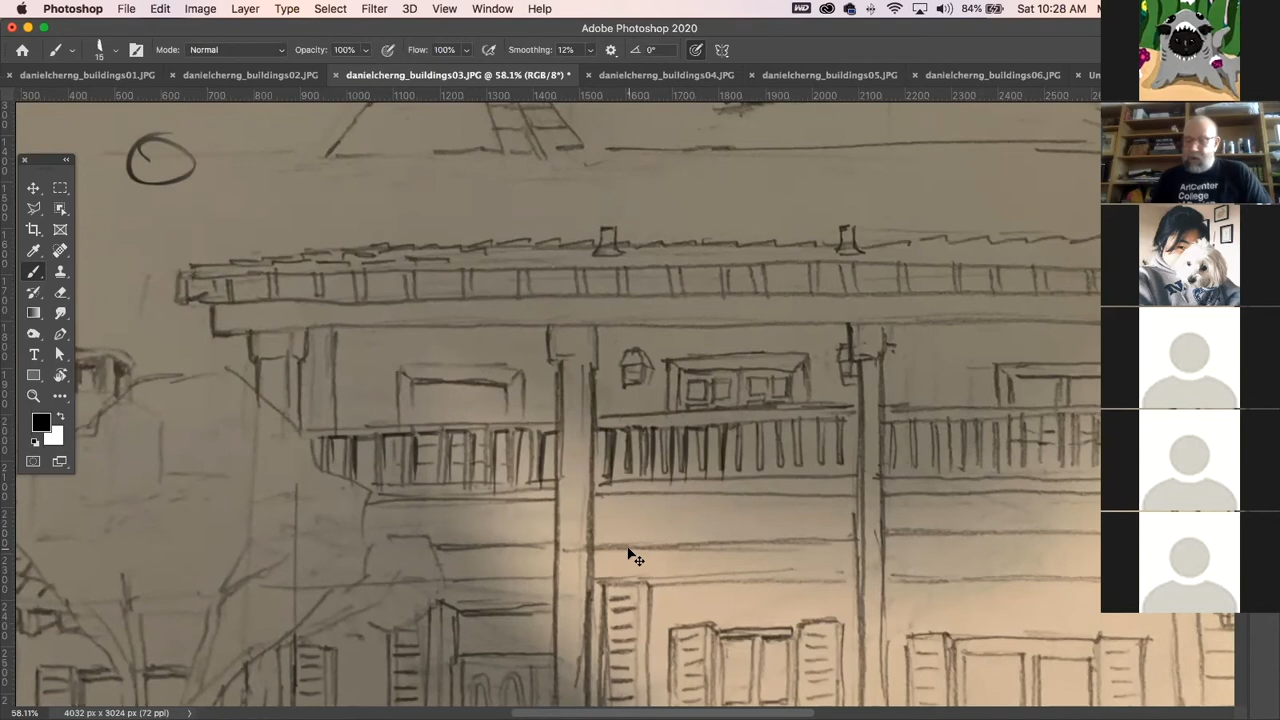 Photoshop File Edit Image Layer Type Select Filter 3D View Window Help 84% Sat 10:28 AM
Adobe Photoshop 2020
15 Mode: Normal Opacity: 100% Flow: 100% Smoothing: 12% 0°
danielcherng_buildings01.JPG danielcherng_buildings02.JPG danielcherng_buildings03.JPG @ 58.1% (RGB/8*) * danielcherng_buildings04.JPG danielcherng_buildings05.JPG danielcherng_buildings06.JPG Un
300 400 500 600 700 800 900 1000 1100 1200 1300 1400 1500 1600 1700 1800 1900 2000 2100 2200 2300 2400 2500
ArtCenter
College
58.11% 4032 px x 3024 px (72 ppi)